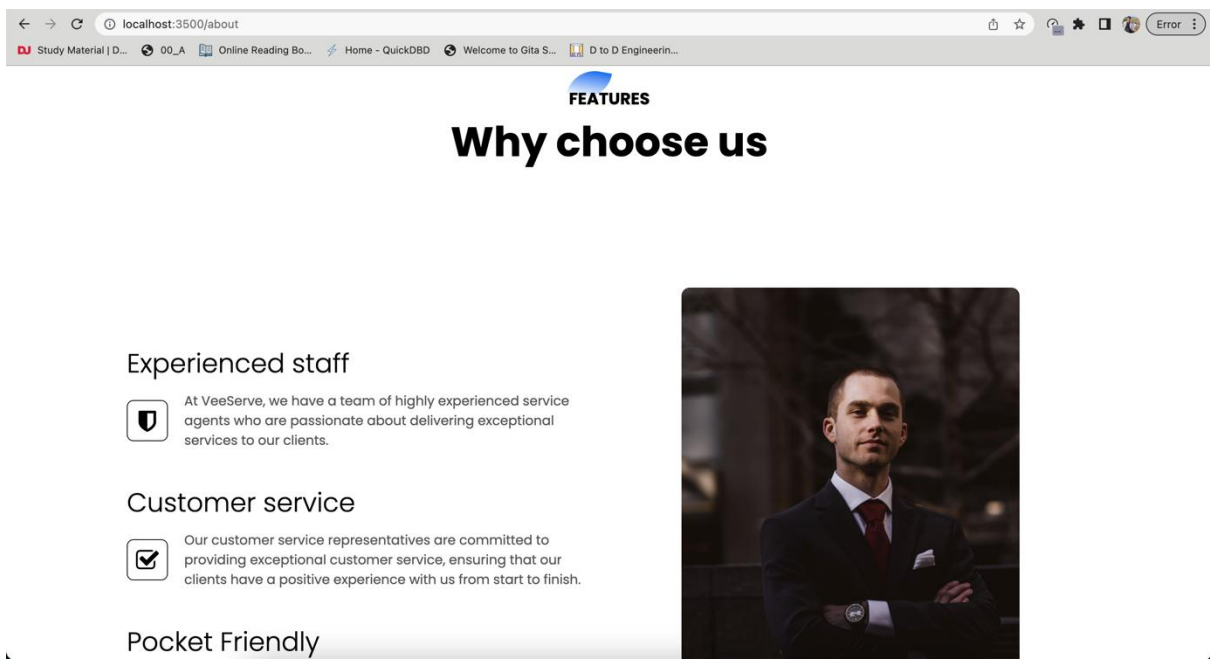 localhost:3500/about
Error
DJ Study Material | D... 00_A Online Reading Bo... Home - QuickDBD Welcome to Gita S... D to D Engineerin...
FEATURES
Why choose us
Experienced staff
At VeeServe, we have a team of highly experienced service
agents who are passionate about delivering exceptional
services to our clients.
Customer service
Our customer service representatives are committed to
providing exceptional customer service, ensuring that our
clients have a positive experience with us from start to finish.
Pocket Friendly